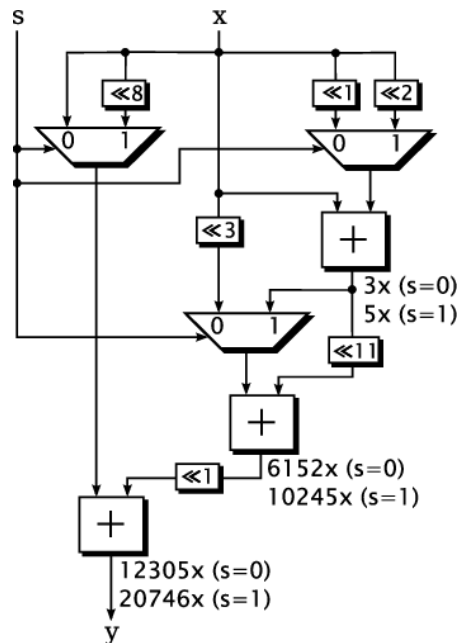 s
x
≪8
≪1
≪2
0
1
0
1
≪3
+
3x (s=0)
5x (s=1)
0
1
≪11
+
6152x (s=0)
10245x (s=1)
≪1
+
12305x (s=0)
20746x (s=1)
y